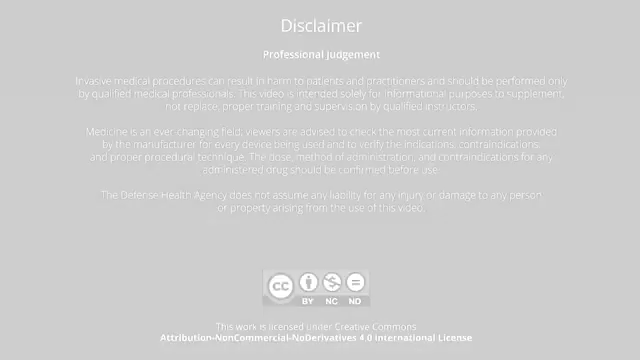 Disclaimer
Professional Judgement
Invasive medical procedures can result in harm to patients and practitioners and should be performed only
by qualified medical professionals. This video is intended solely for informational purposes to supplement,
not replace, proper training and supervision by qualified instructors.
Medicine is an ever-changing field; viewers are advised to check the most current information provided
by the manufacturer for every device being used and to verify the indications, contraindications,
and proper procedural technique. The dose, method of administration, and contraindications for any
administered drug should be confirmed before use.
The Defense Health Agency does not assume any liability for any injury or damage to any person
or property arising from the use of this video.
CC
BY NC ND
This work is licensed under Creative Commons
Attribution-NonCommercial-NoDerivatives 4.0 International License